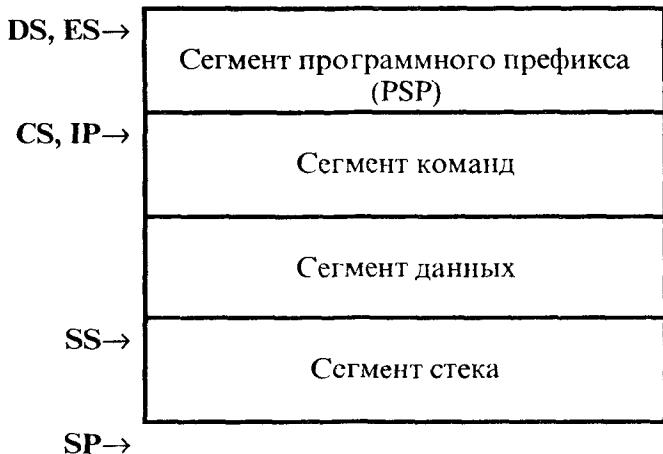 DS, ES→
Сегмент программного префикса
(PSP)
CS, IP→
Сегмент команд
Сегмент данных
SS→
Сегмент стека
SP→